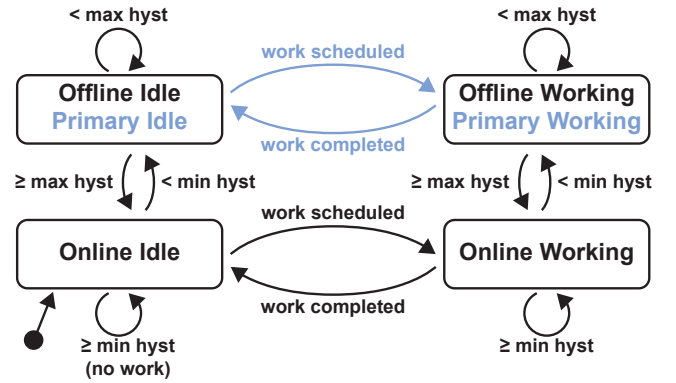 < max hyst
< max hyst
work scheduled
Offline Idle
Primary Idle
Offline Working
Primary Working
work completed
≥ max hyst
< min hyst
≥ max hyst
< min hyst
work scheduled
Online Idle
Online Working
work completed
≥ min hyst
(no work)
≥ min hyst